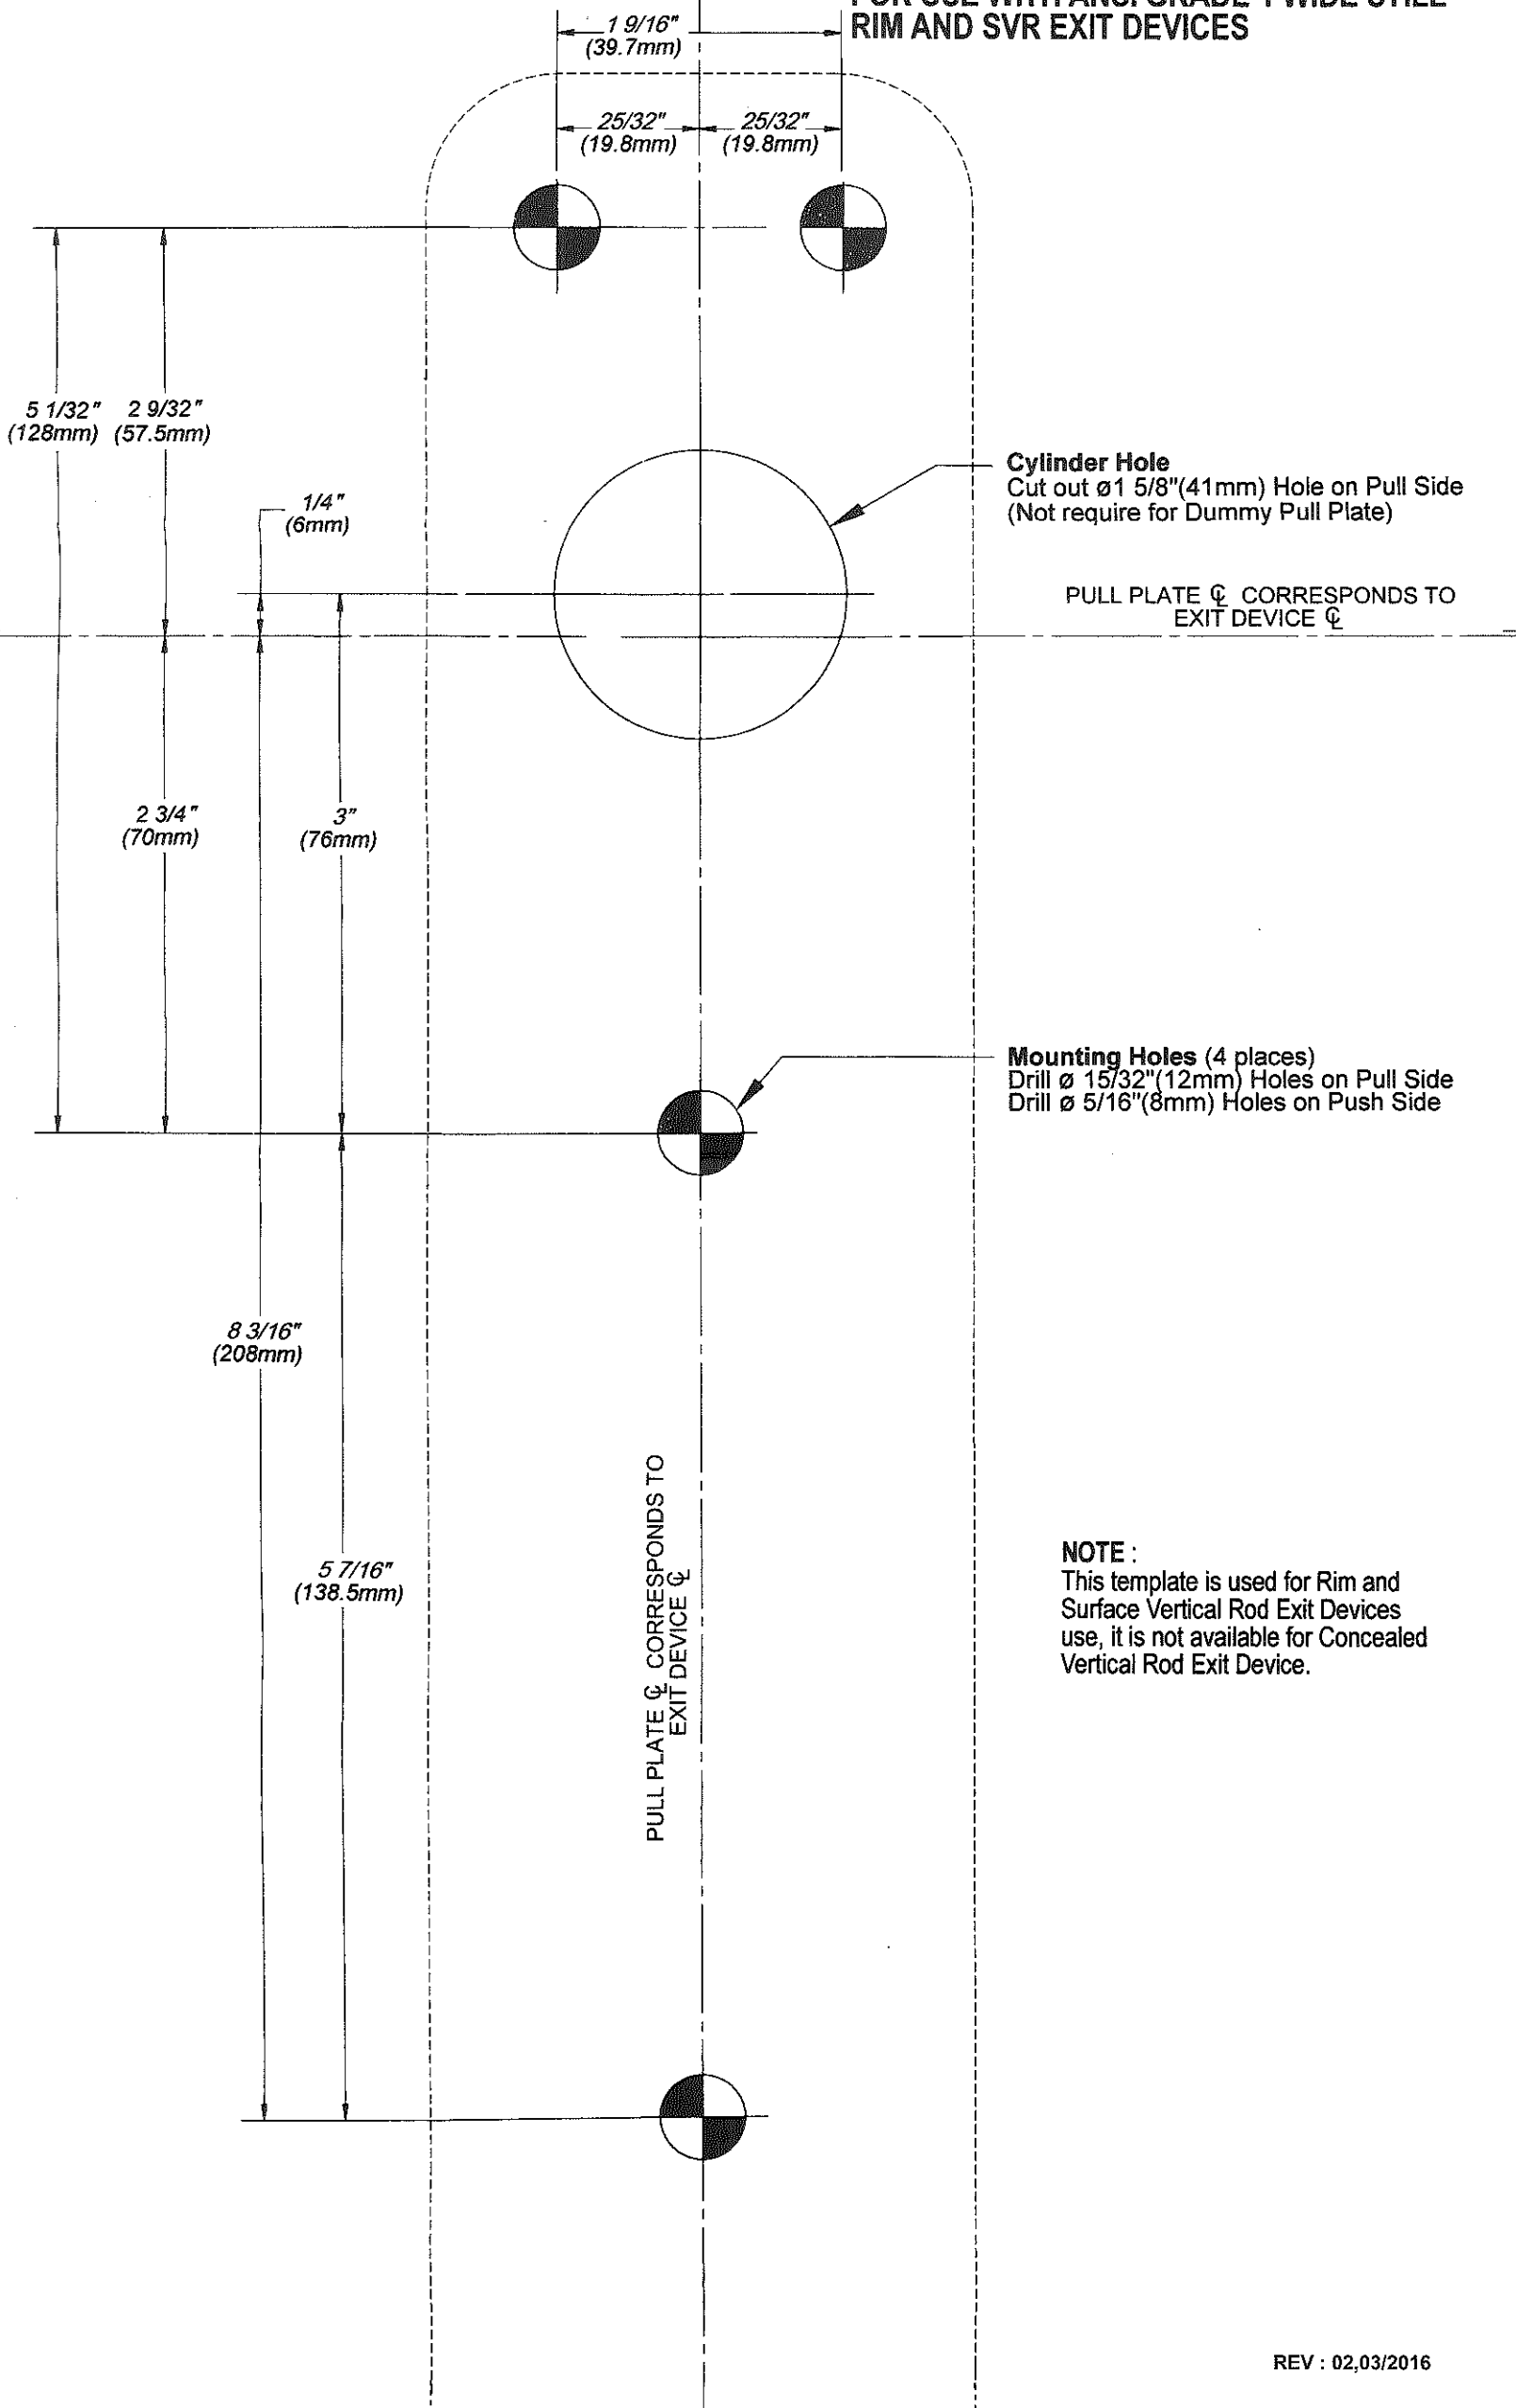 RIM AND SVR EXIT DEVICES
1 9/16"
(39.7mm)
25/32"
(19.8mm)
25/32"
(19.8mm)
5 1/32"
(128mm)
2 9/32"
(57.5mm)
1/4"
(6mm)
Cylinder Hole
Cut out ø1 5/8"(41mm) Hole on Pull Side
(Not require for Dummy Pull Plate)
PULL PLATE ℄ CORRESPONDS TO
EXIT DEVICE ℄
2 3/4"
(70mm)
3"
(76mm)
Mounting Holes (4 places)
Drill ø 15/32"(12mm) Holes on Pull Side
Drill ø 5/16"(8mm) Holes on Push Side
8 3/16"
(208mm)
5 7/16"
(138.5mm)
PULL PLATE ℄ CORRESPONDS TO
EXIT DEVICE ℄
NOTE :
This template is used for Rim and
Surface Vertical Rod Exit Devices
use, it is not available for Concealed
Vertical Rod Exit Device.
REV : 02,03/2016